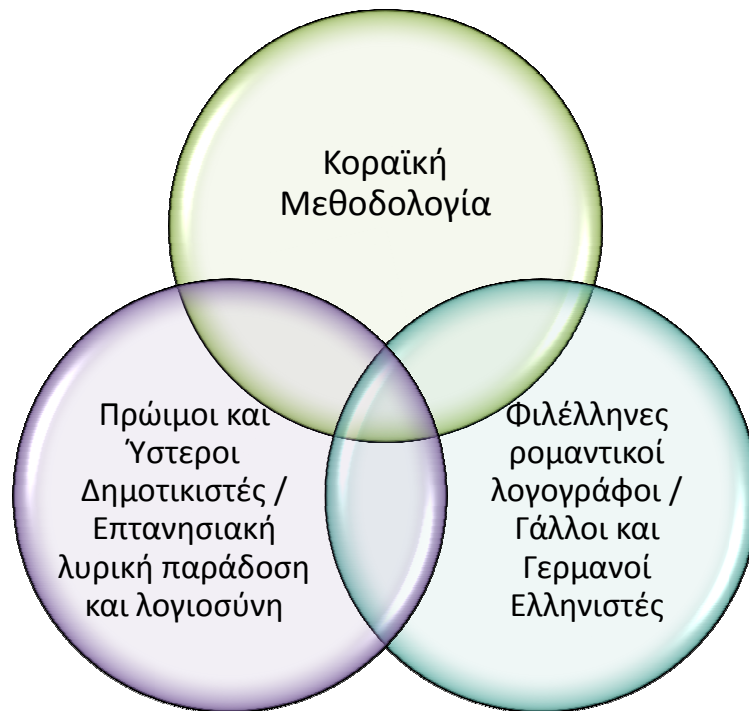 Κοραϊκή
Μεθοδολογία
Πρώιμοι και
Ύστεροι
Δημοτικιστές /
Επτανησιακή
λυρική παράδοση
και λογιοσύνη
Φιλέλληνες
ρομαντικοί
λογογράφοι /
Γάλλοι και
Γερμανοί
Ελληνιστές